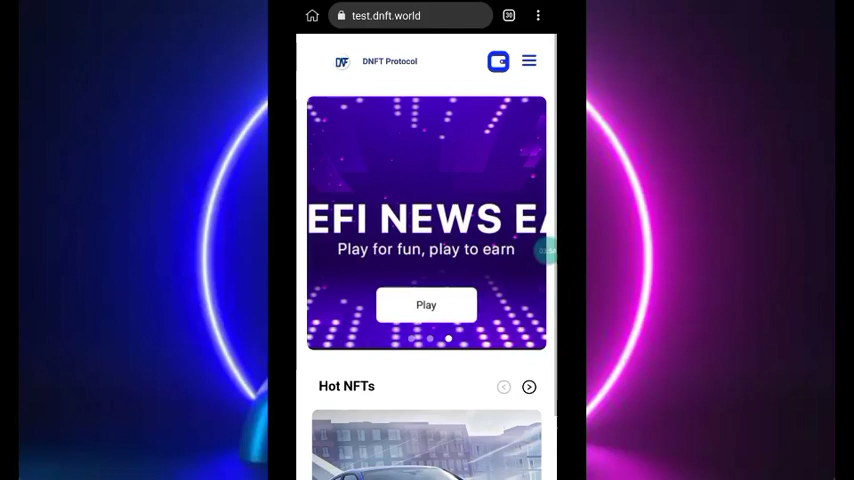 test.dnft.world
30
DNFT Protocol
EFI NEWS EA
Play for fun, play to earn
Play
Hot NFTs